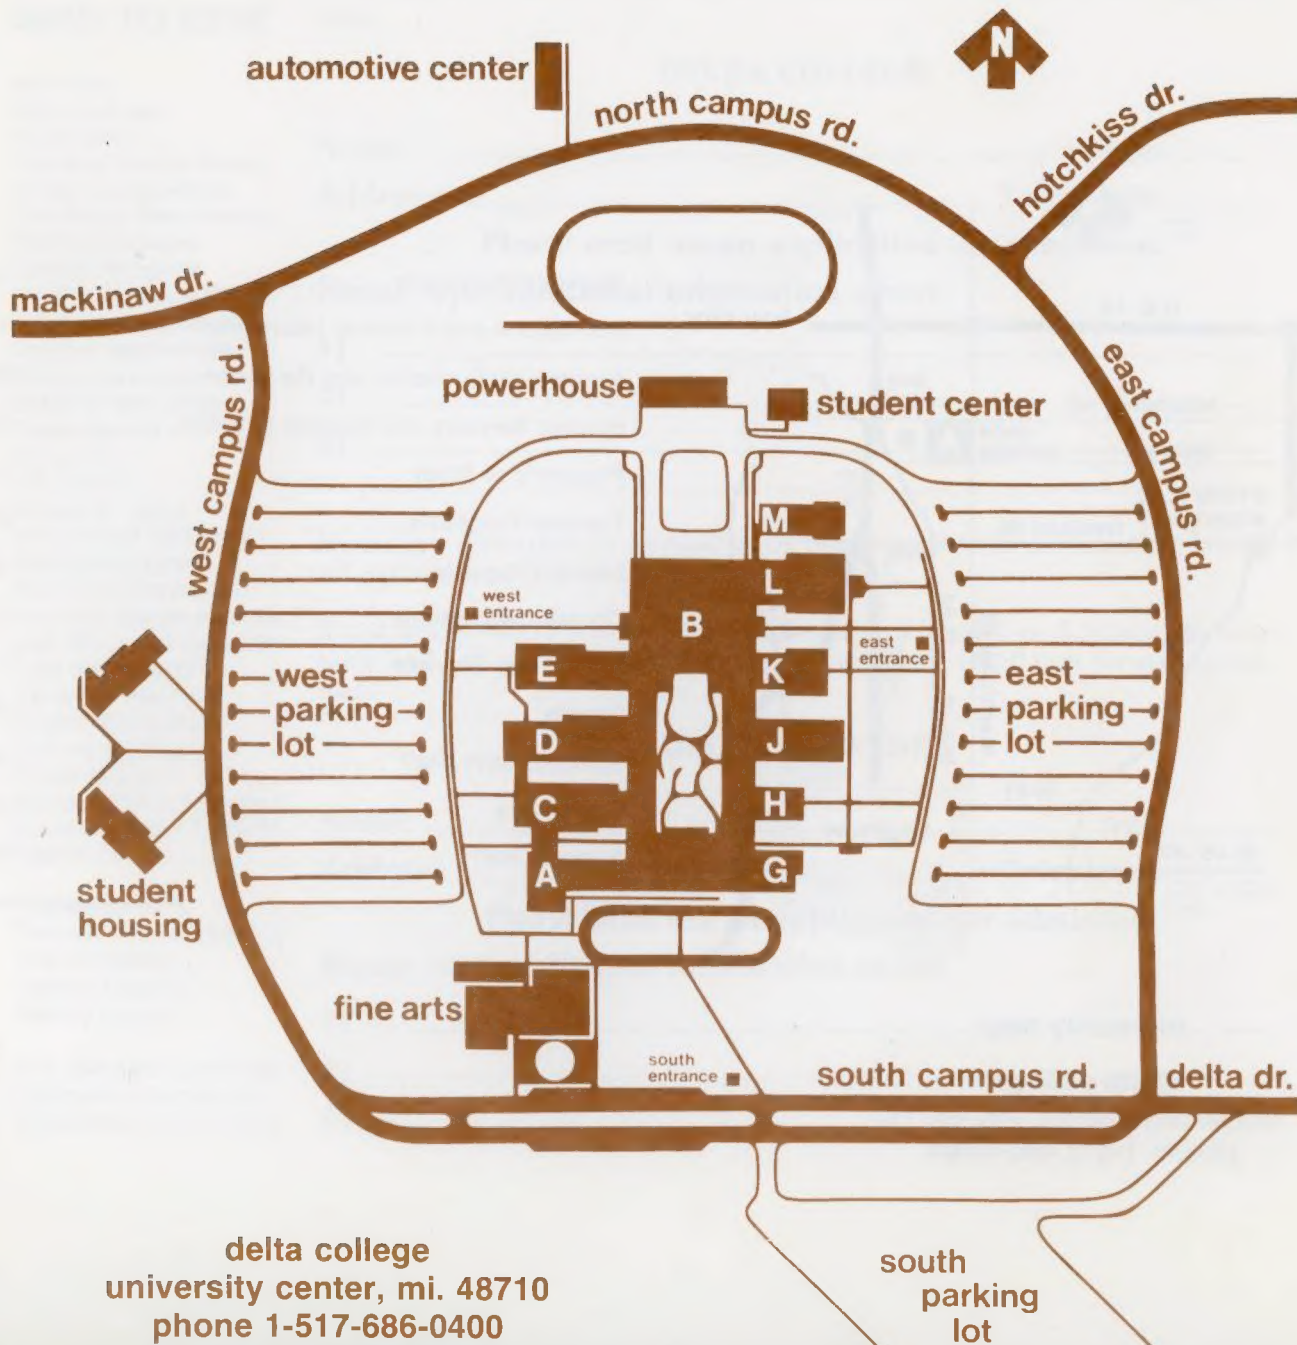 N
automotive center
north campus rd.
hotchkiss dr.
mackinaw dr.
west campus rd.
east campus rd.
powerhouse
student center
M
L
B
west
entrance
east
entrance
E
K
west
parking
lot
east
parking
lot
D
J
C
H
A
G
student
housing
fine arts
south
entrance
south campus rd.
delta dr.
delta college
university center, mi. 48710
phone 1-517-686-0400
south
parking
lot